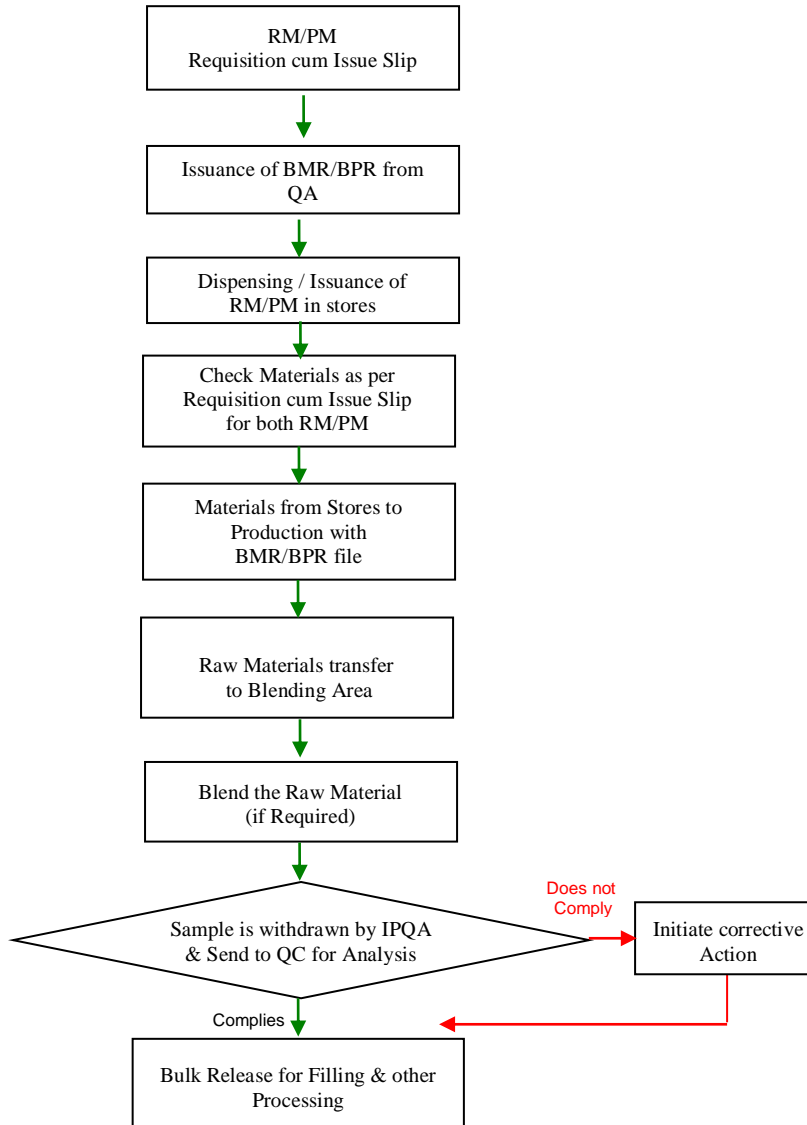 RM/PM
Requisition cum Issue Slip
Issuance of BMR/BPR from
QA
Dispensing / Issuance of
RM/PM in stores
Check Materials as per
Requisition cum Issue Slip
for both RM/PM
Materials from Stores to
Production with
BMR/BPR file
Raw Materials transfer
to Blending Area
Blend the Raw Material
(if Required)
Sample is withdrawn by IPQA
& Send to QC for Analysis
Does not
Comply
Initiate corrective
Action
Complies
Bulk Release for Filling & other
Processing